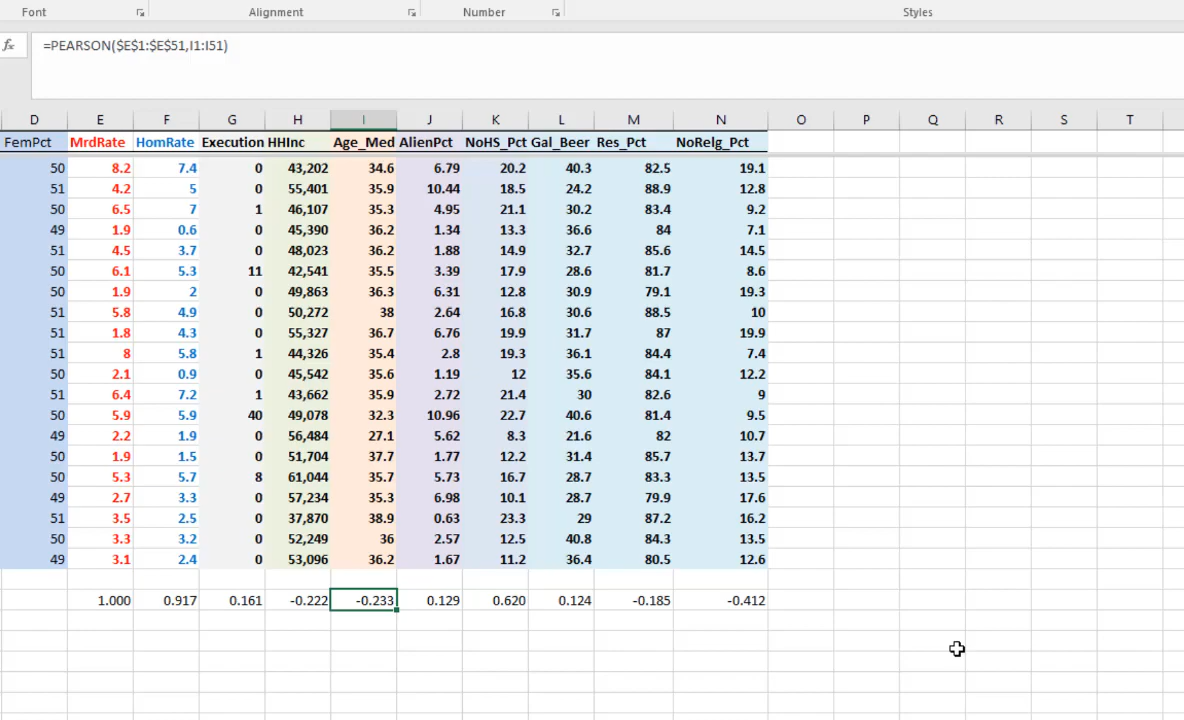 Font Alignment Number Styles
fx =PEARSON($E$1:$E$51,I1:I51)
D E F G H I J K L M N O P Q R S T
FemPct MrdRate HomRate Execution HHInc Age_Med AlienPct NoHS_Pct Gal_Beer Res_Pct NoRelg_Pct
50 8.2 7.4 0 43,202 34.6 6.79 20.2 40.3 82.5 19.1
51 4.2 5 0 55,401 35.9 10.44 18.5 24.2 88.9 12.8
50 6.5 7 1 46,107 35.3 4.95 21.1 30.2 83.4 9.2
49 1.9 0.6 0 45,390 36.2 1.34 13.3 36.6 84 7.1
51 4.5 3.7 0 48,023 36.2 1.88 14.9 32.7 85.6 14.5
50 6.1 5.3 11 42,541 35.5 3.39 17.9 28.6 81.7 8.6
50 1.9 2 0 49,863 36.3 6.31 12.8 30.9 79.1 19.3
51 5.8 4.9 0 50,272 38 2.64 16.8 30.6 88.5 10
51 1.8 4.3 0 55,327 36.7 6.76 19.9 31.7 87 19.9
51 8 5.8 1 44,326 35.4 2.8 19.3 36.1 84.4 7.4
50 2.1 0.9 0 45,542 35.6 1.19 12 35.6 84.1 12.2
51 6.4 7.2 1 43,662 35.9 2.72 21.4 30 82.6 9
50 5.9 5.9 40 49,078 32.3 10.96 22.7 40.6 81.4 9.5
49 2.2 1.9 0 56,484 27.1 5.62 8.3 21.6 82 10.7
50 1.9 1.5 0 51,704 37.7 1.77 12.2 31.4 85.7 13.7
50 5.3 5.7 8 61,044 35.7 5.73 16.7 28.7 83.3 13.5
49 2.7 3.3 0 57,234 35.3 6.98 10.1 28.7 79.9 17.6
51 3.5 2.5 0 37,870 38.9 0.63 23.3 29 87.2 16.2
50 3.3 3.2 0 52,249 36 2.57 12.5 40.8 84.3 13.5
49 3.1 2.4 0 53,096 36.2 1.67 11.2 36.4 80.5 12.6
1.000 0.917 0.161 -0.222 -0.233 0.129 0.620 0.124 -0.185 -0.412